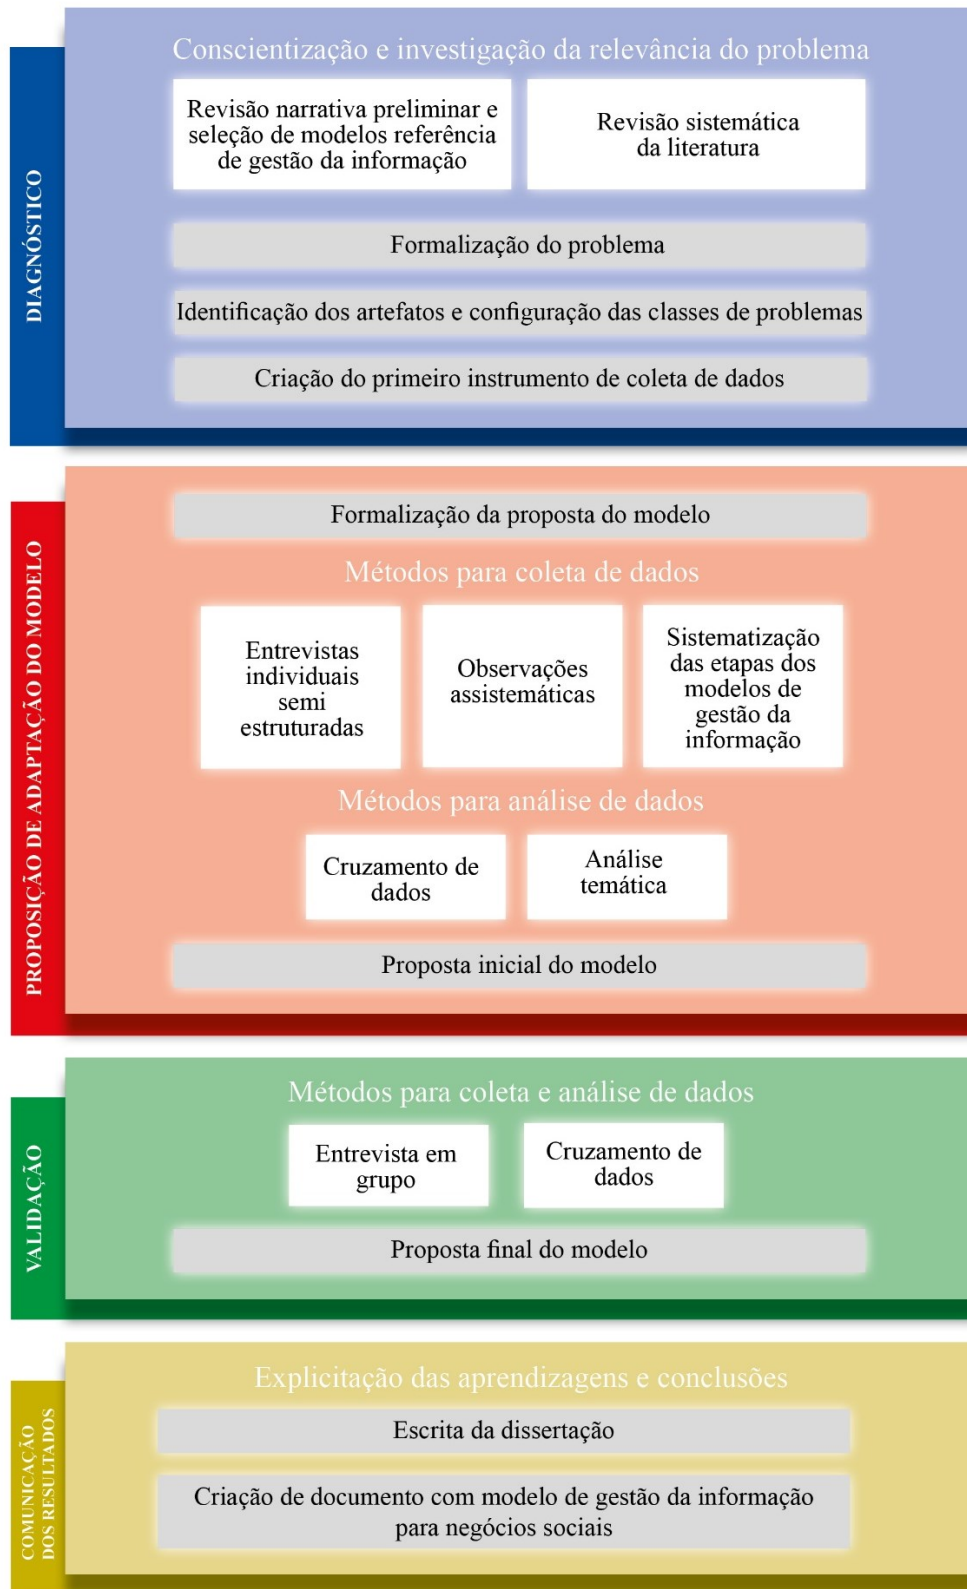 DIAGNÓSTICO
Conscientização e investigação da relevância do problema
Revisão narrativa preliminar e
seleção de modelos referência
de gestão da informação
Revisão sistemática
da literatura
Formalização do problema
Identificação dos artefatos e configuração das classes de problemas
Criação do primeiro instrumento de coleta de dados
PROPOSIÇÃO DE ADAPTAÇÃO DO MODELO
Formalização da proposta do modelo
Métodos para coleta de dados
Entrevistas
individuais
semi
estruturadas
Observações
assistemáticas
Sistematização
das etapas dos
modelos de
gestão da
informação
Métodos para análise de dados
Cruzamento de
dados
Análise
temática
Proposta inicial do modelo
VALIDAÇÃO
Métodos para coleta e análise de dados
Entrevista em
grupo
Cruzamento de
dados
Proposta final do modelo
COMUNICAÇÃO
DOS RESULTADOS
Explicitação das aprendizagens e conclusões
Escrita da dissertação
Criação de documento com modelo de gestão da informação
para negócios sociais